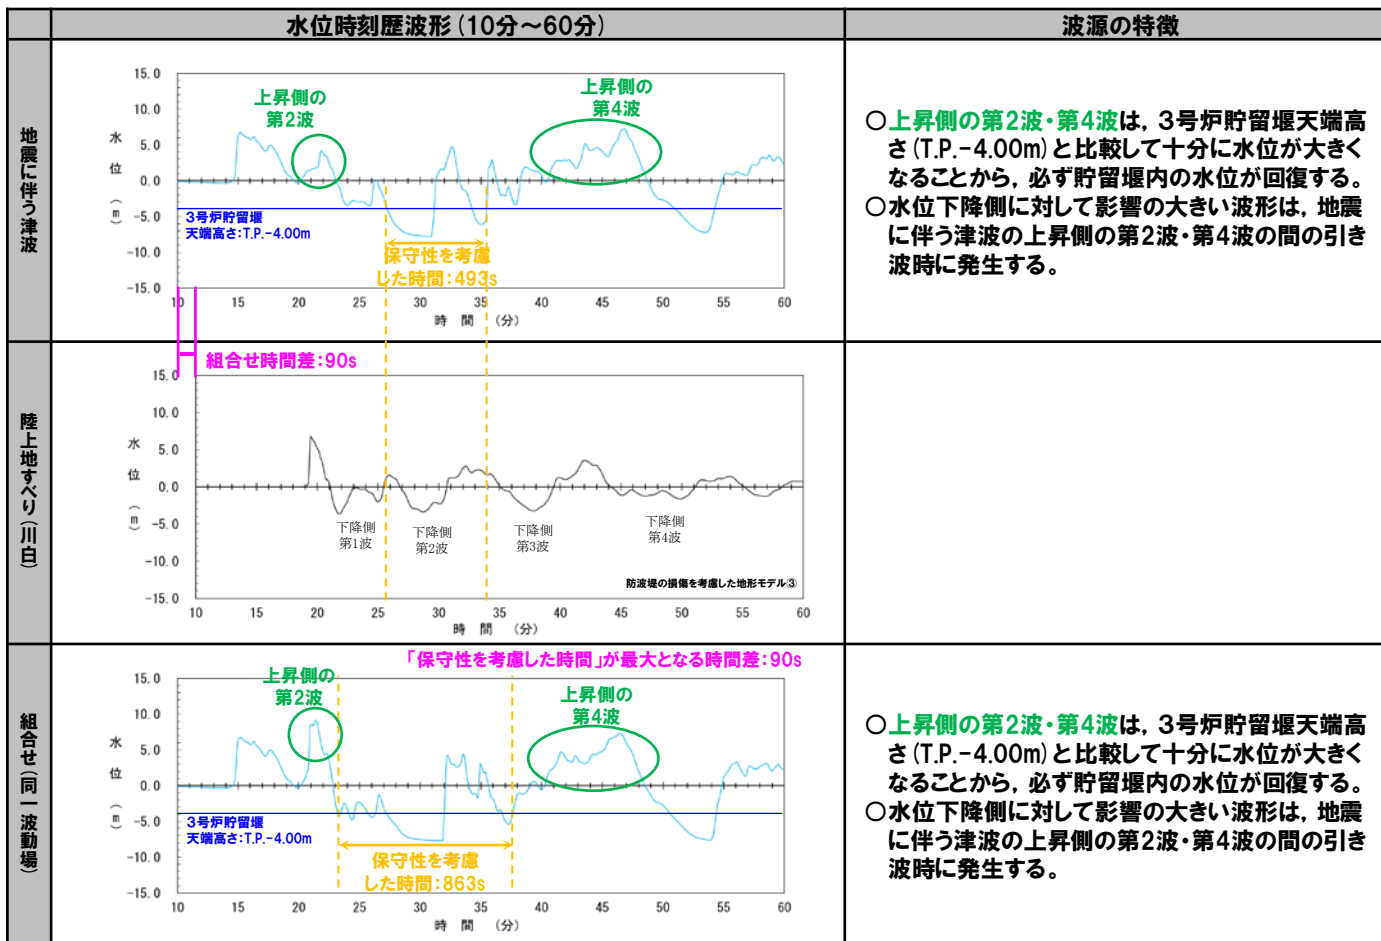 水位時刻歴波形（10分～60分）
波源の特徴
地震に伴う津波
15.0
10.0
5.0
0.0
-5.0
-10.0
-15.0
水位（m）
上昇側の
第2波
上昇側の
第4波
3号炉貯留堰
天端高さ：T.P.-4.00m
保守性を考慮
した時間：493s
10 15 20 25 30 35 40 45 50 55 60
時 間 （分）
○上昇側の第2波・第4波は，3号炉貯留堰天端高
さ（T.P.-4.00m）と比較して十分に水位が大きく
なることから，必ず貯留堰内の水位が回復する。
○水位下降側に対して影響の大きい波形は，地震
に伴う津波の上昇側の第2波・第4波の間の引き
波時に発生する。
陸上地すべり（川白）
組合せ時間差：90s
15.0
10.0
5.0
0.0
-5.0
-10.0
-15.0
水位（m）
下降側
第1波
下降側
第2波
下降側
第3波
下降側
第4波
防波堤の損傷を考慮した地形モデル③
10 15 20 25 30 35 40 45 50 55 60
時 間 （分）
組合せ（同一波動場）
「保守性を考慮した時間」が最大となる時間差：90s
15.0
10.0
5.0
0.0
-5.0
-10.0
-15.0
水位（m）
上昇側の
第2波
上昇側の
第4波
3号炉貯留堰
天端高さ：T.P.-4.00m
保守性を考慮
した時間：863s
10 15 20 25 30 35 40 45 50 55 60
時 間 （分）
○上昇側の第2波・第4波は，3号炉貯留堰天端高
さ（T.P.-4.00m）と比較して十分に水位が大きく
なることから，必ず貯留堰内の水位が回復する。
○水位下降側に対して影響の大きい波形は，地震
に伴う津波の上昇側の第2波・第4波の間の引き
波時に発生する。